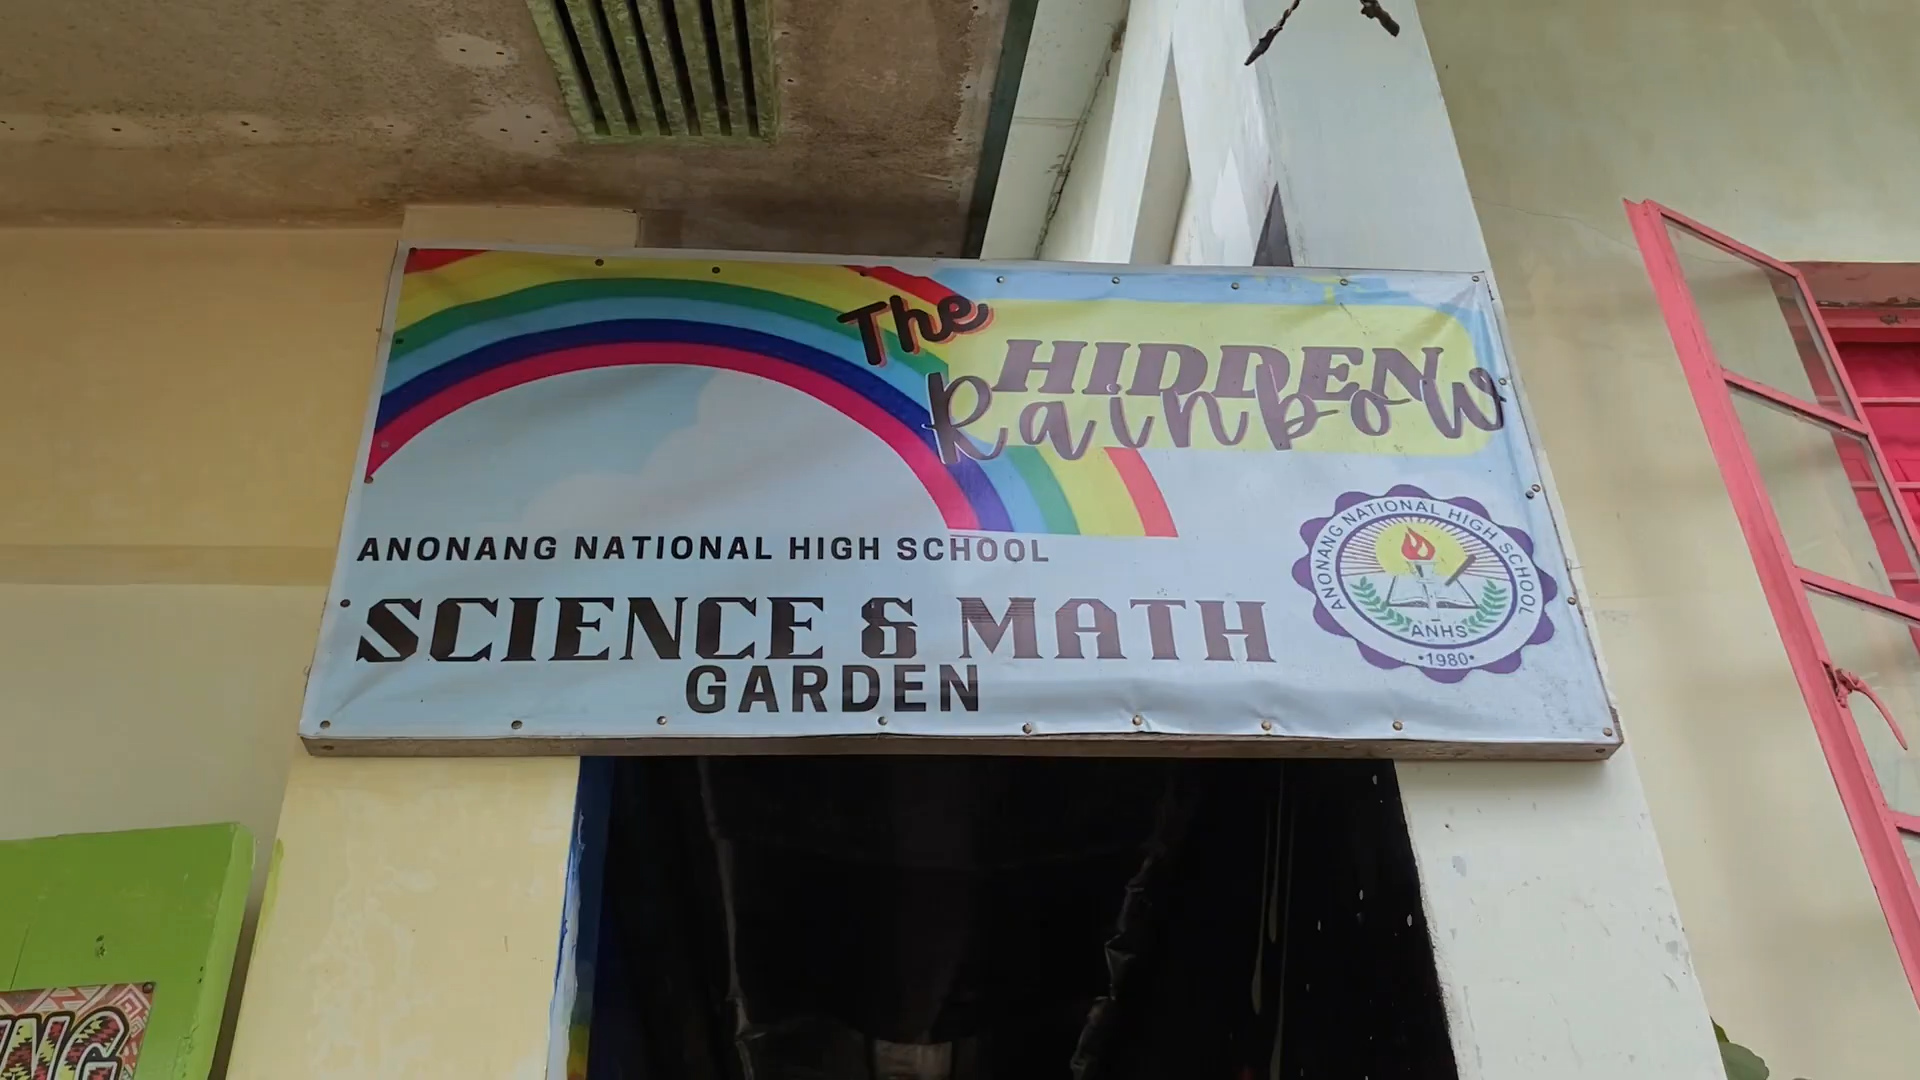 The
HIDDEN
Rainbow
ANONANG NATIONAL HIGH SCHOOL
SCIENCE & MATH
GARDEN
ANONANG NATIONAL HIGH SCHOOL
ANHS
•1980•